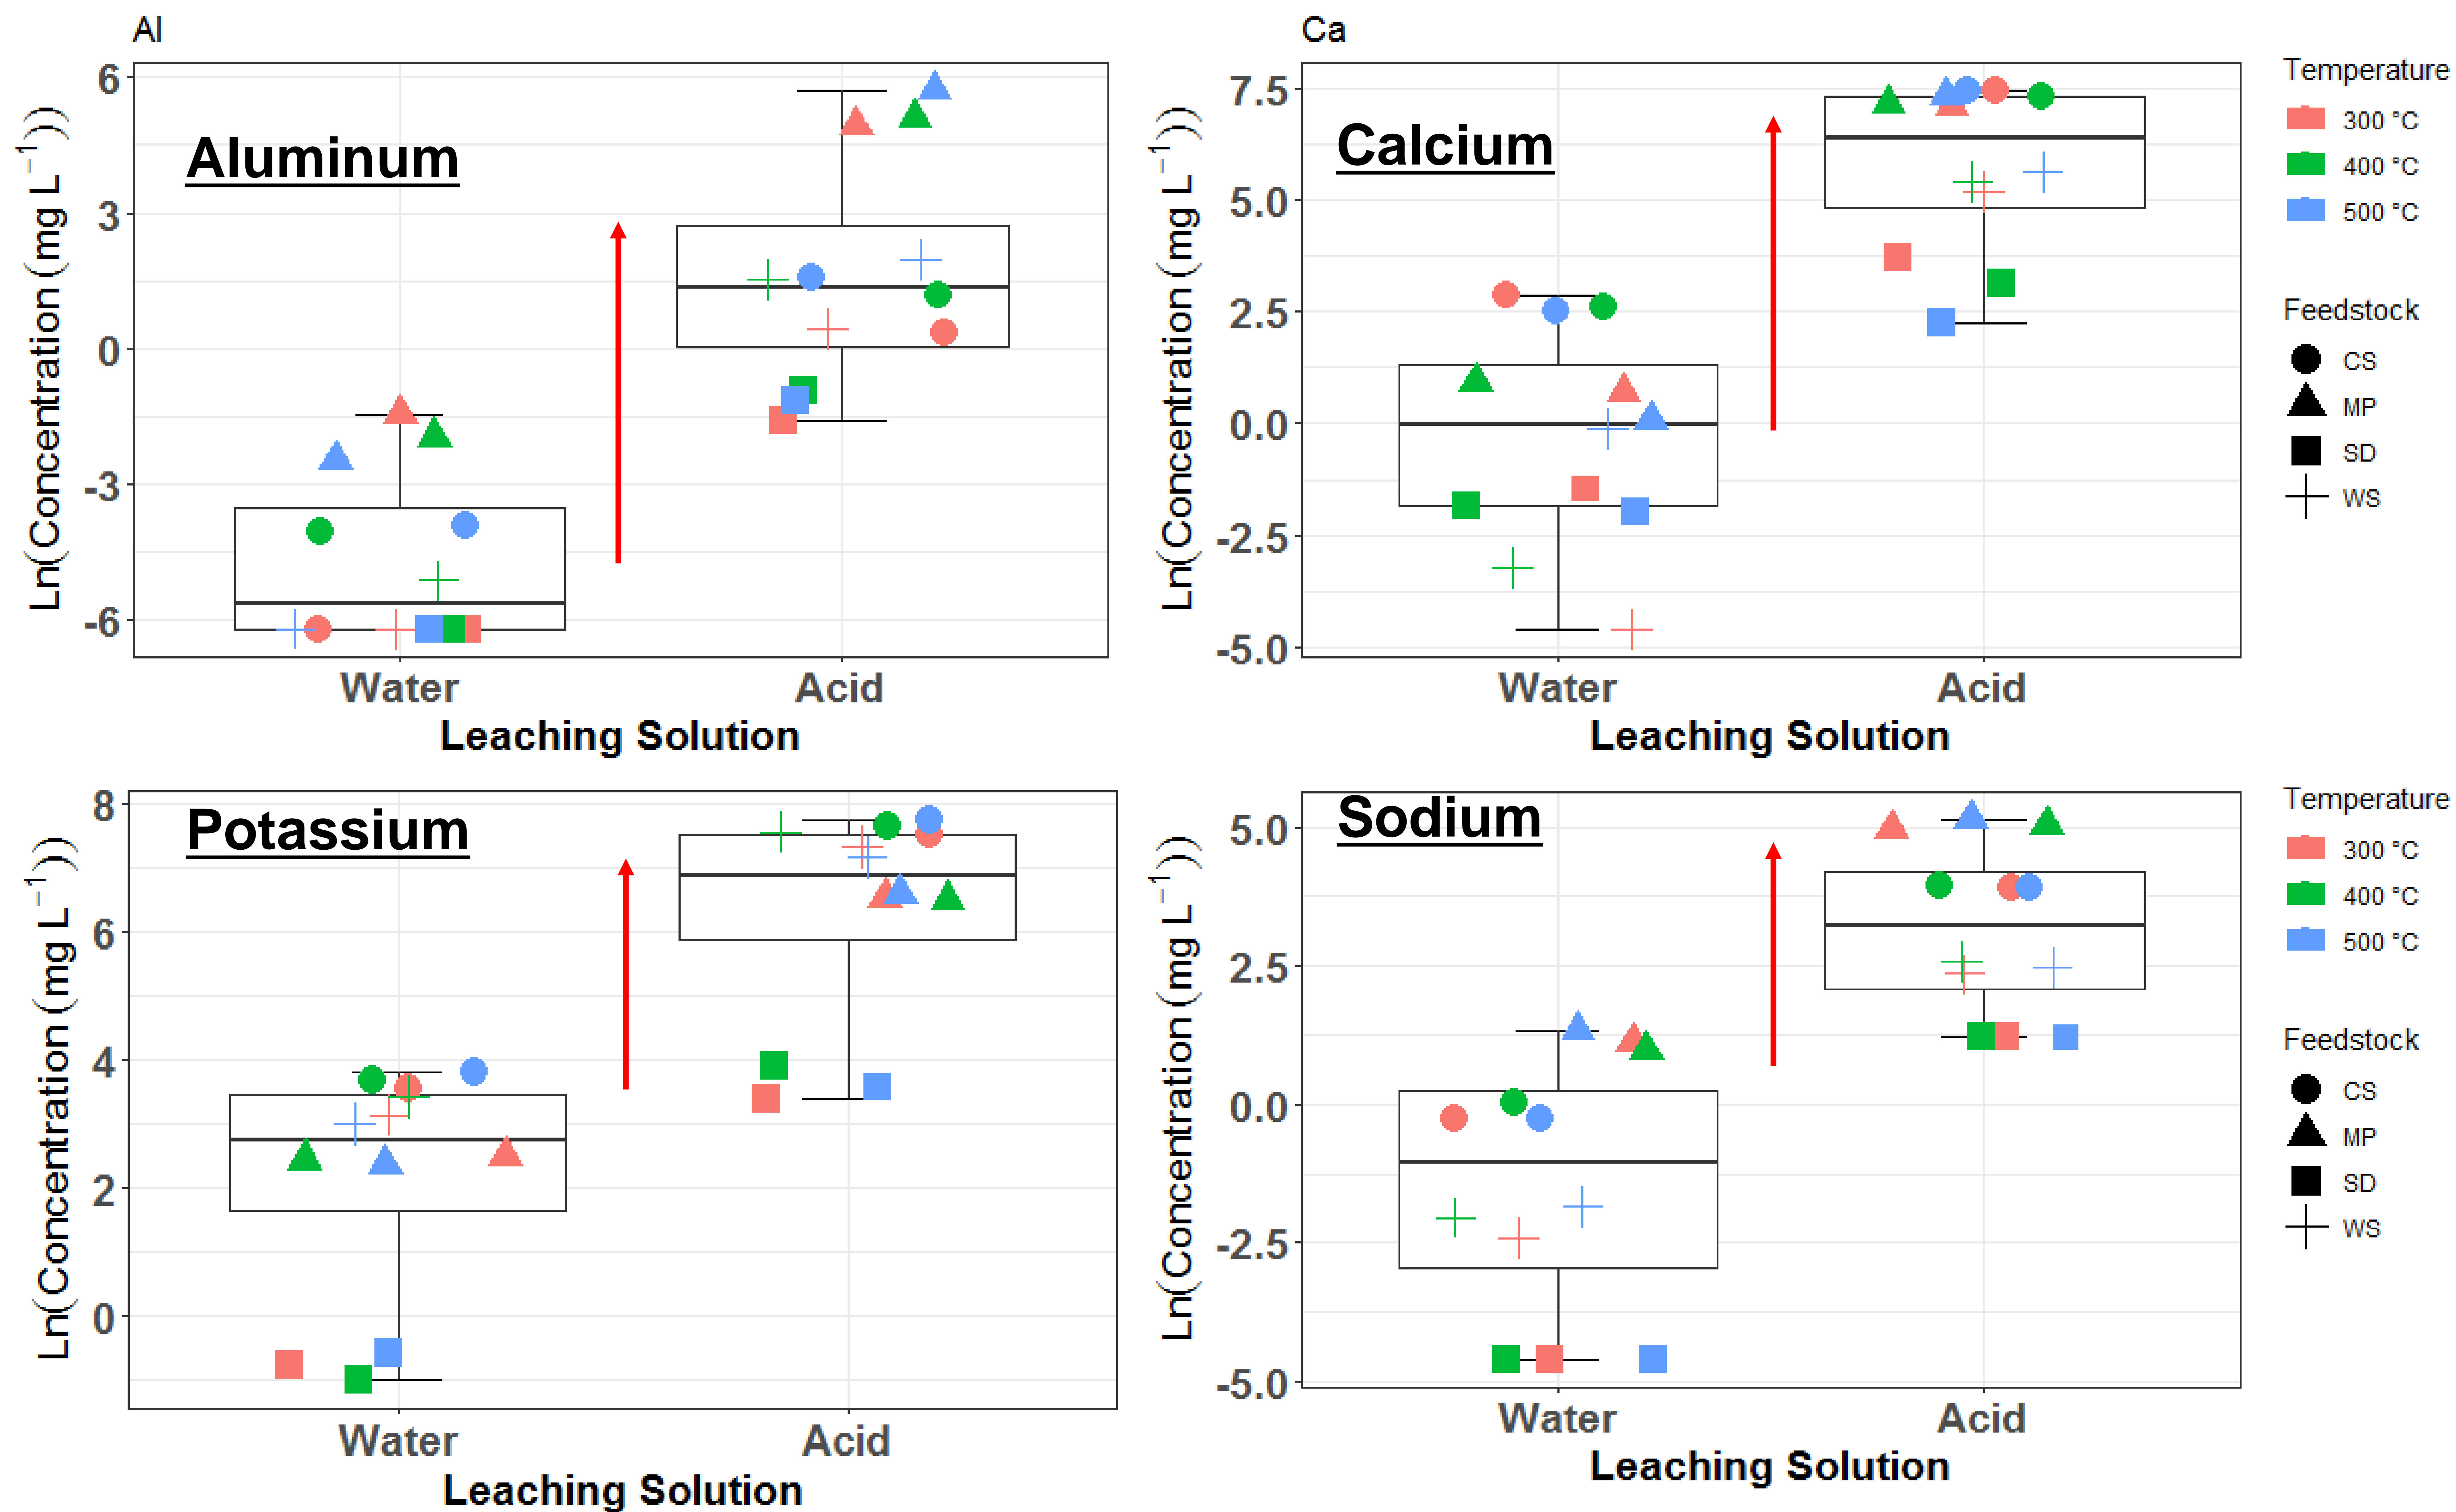 Al
Aluminum
Ln(Concentration (mg L⁻¹))
6
3
0
-3
-6
Water
Acid
Leaching Solution
Ca
Calcium
Ln(Concentration (mg L⁻¹))
7.5
5.0
2.5
0.0
-2.5
-5.0
Water
Acid
Leaching Solution
Temperature
300 °C
400 °C
500 °C
Feedstock
CS
MP
SD
WS
Potassium
Ln(Concentration (mg L⁻¹))
8
6
4
2
0
Water
Acid
Leaching Solution
Sodium
Ln(Concentration (mg L⁻¹))
5.0
2.5
0.0
-2.5
-5.0
Water
Acid
Leaching Solution
Temperature
300 °C
400 °C
500 °C
Feedstock
CS
MP
SD
WS